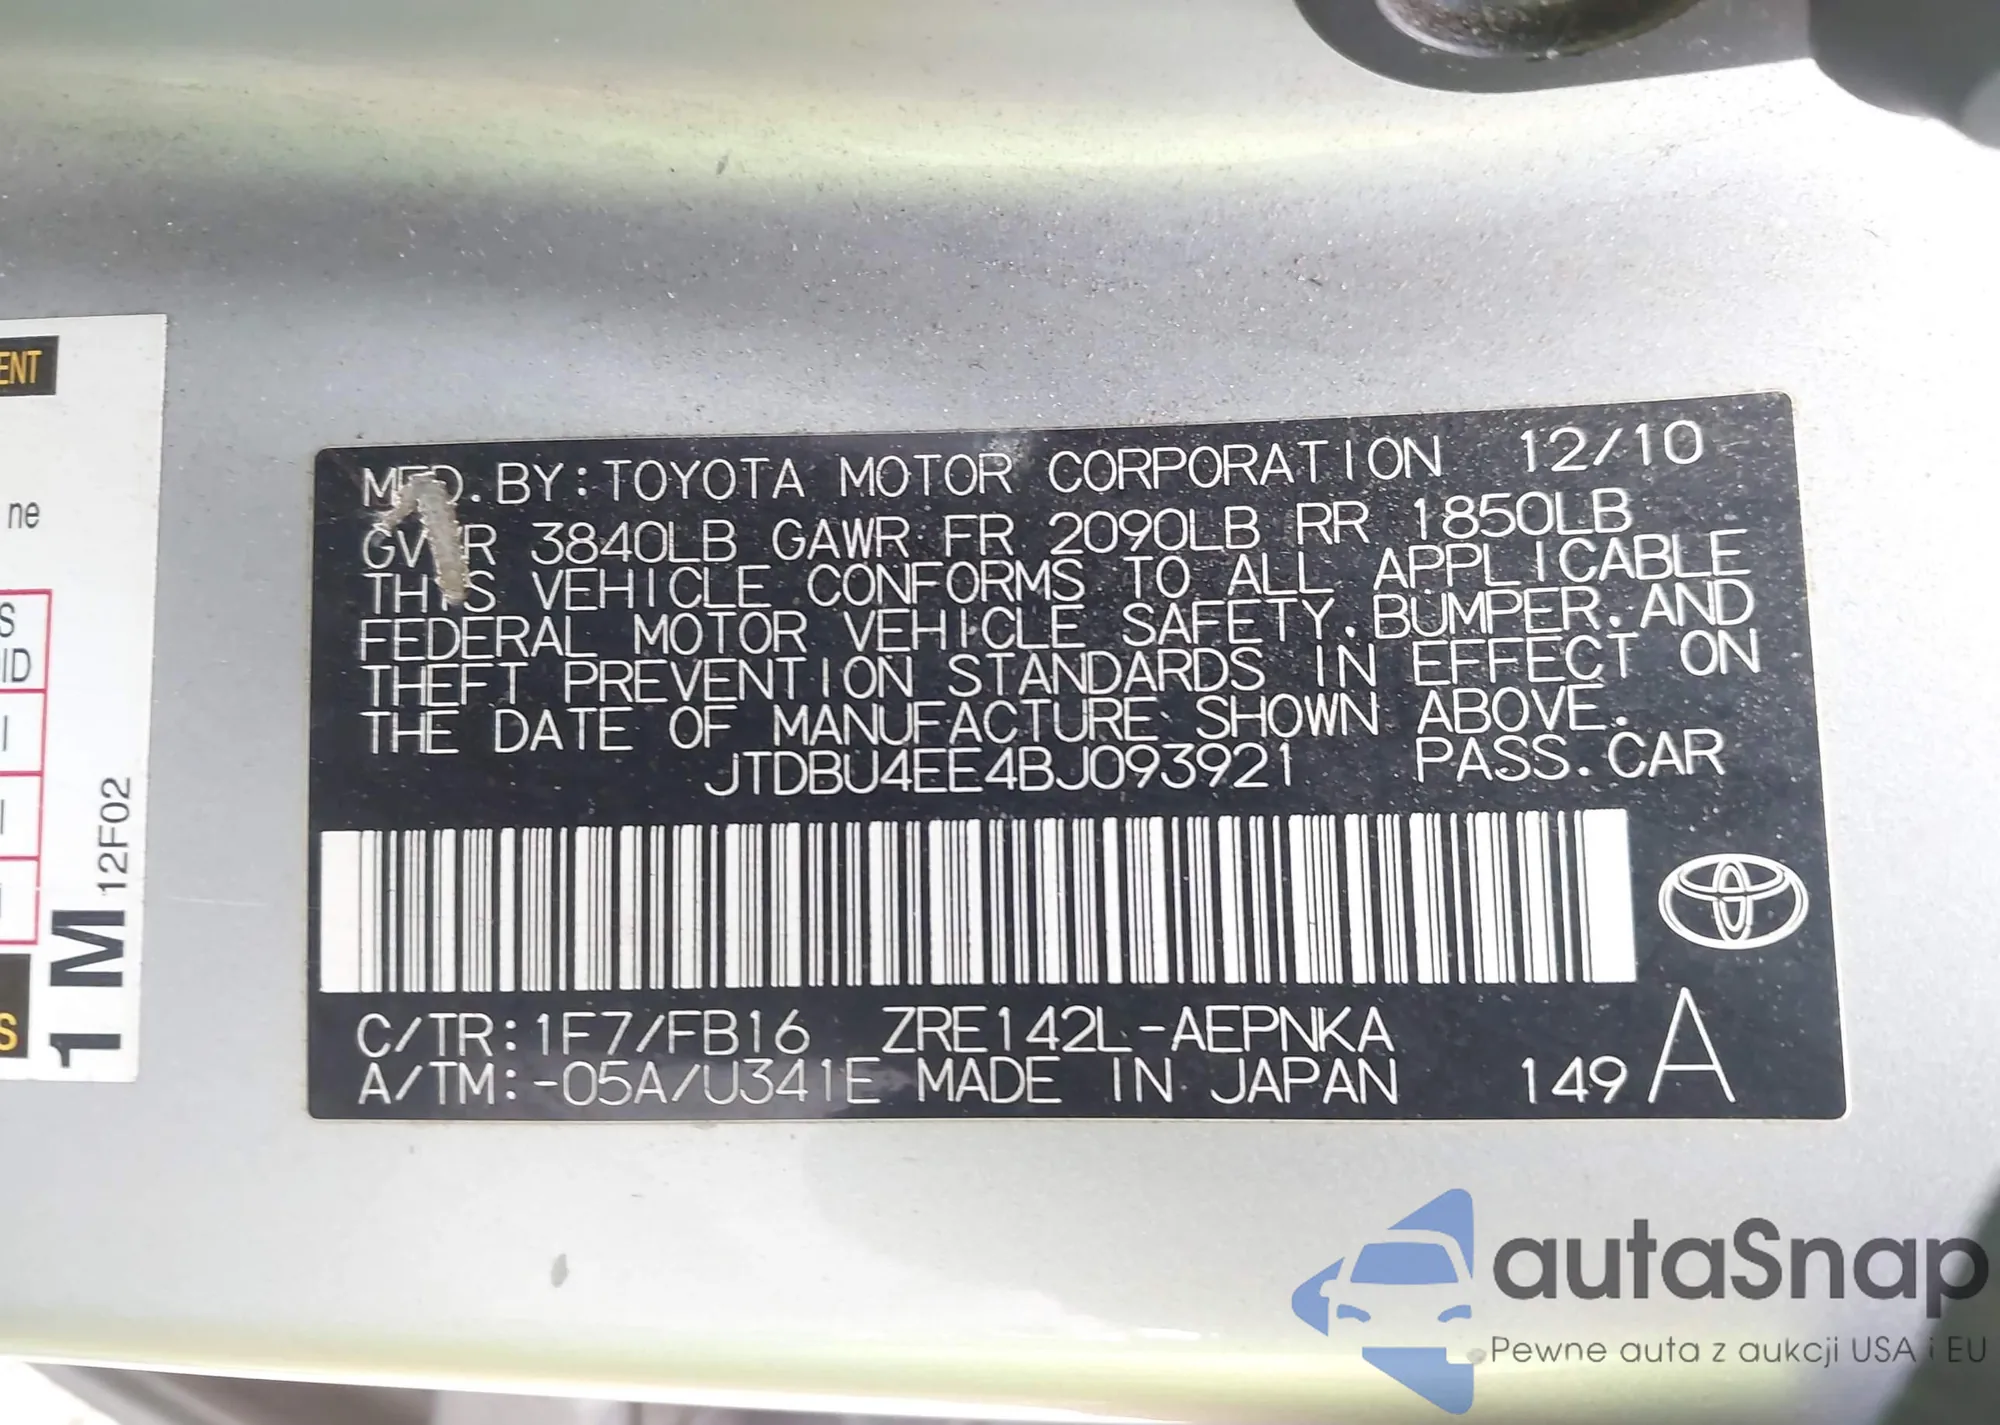 ENT
ne
S
ID
I
I
S
1 M 12F02
MFD. BY: TOYOTA MOTOR CORPORATION 12/10
GVWR 3840LB GAWR FR 2090LB RR 1850LB
THIS VEHICLE CONFORMS TO ALL APPLICABLE
FEDERAL MOTOR VEHICLE SAFETY, BUMPER, AND
THEFT PREVENTION STANDARDS IN EFFECT ON
THE DATE OF MANUFACTURE SHOWN ABOVE.
JTDBU4EE4BJ093921 PASS. CAR
C/TR: 1F7/FB16 ZRE142L-AEPNKA
A/TM: -05A/U341E MADE IN JAPAN 149 A
autaSnap
Pewne auta z aukcji USA i EU